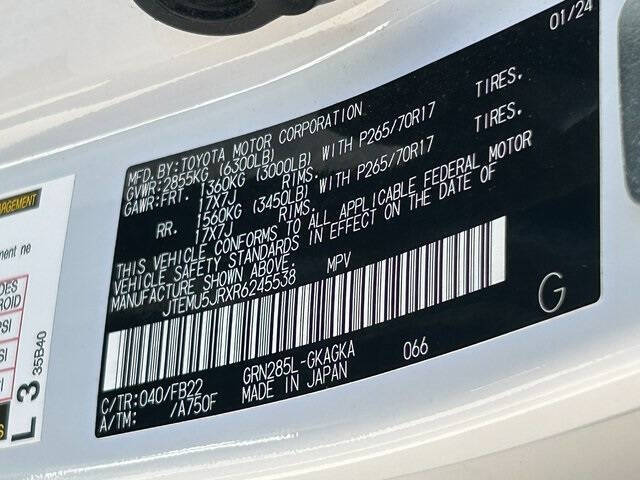 01/24
MFD.BY:TOYOTA MOTOR CORPORATION
GVWR:2855KG (6300LB)
GAWR:FRT. 1360KG (3000LB) WITH P265/70R17 TIRES.
17X7J RIMS.
RR. 1560KG (3450LB) WITH P265/70R17 TIRES.
17X7J RIMS.
THIS VEHICLE CONFORMS TO ALL APPLICABLE FEDERAL MOTOR
VEHICLE SAFETY STANDARDS IN EFFECT ON THE DATE OF
MANUFACTURE SHOWN ABOVE.
JTEMU5JRXR6245538 MPV
G
C/TR:040/FB22 GRN285L-GKAGKA 066
A/TM: /A750F MADE IN JAPAN
L 3 35B40